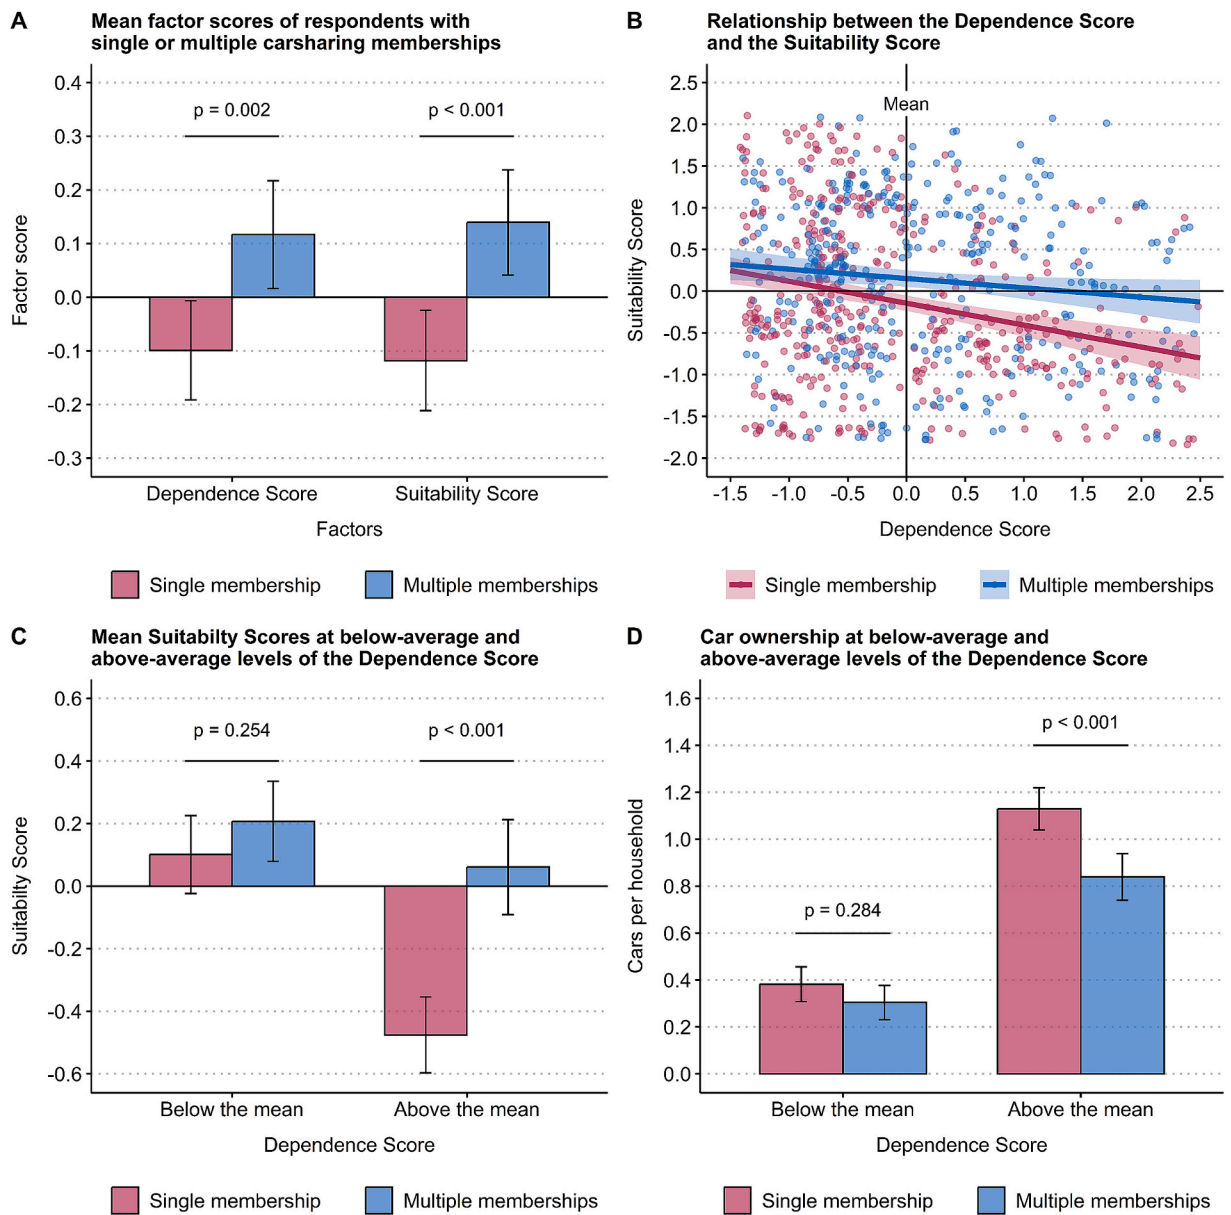 A
Mean factor scores of respondents with
single or multiple carsharing memberships
0.4
0.3
0.2
0.1
0.0
-0.1
-0.2
-0.3
Factor score
p = 0.002
p < 0.001
Dependence Score
Suitability Score
Factors
Single membership
Multiple memberships
B
Relationship between the Dependence Score
and the Suitability Score
2.5
2.0
1.5
1.0
0.5
0.0
-0.5
-1.0
-1.5
-2.0
Suitability Score
Mean
-1.5 -1.0 -0.5 0.0 0.5 1.0 1.5 2.0 2.5
Dependence Score
Single membership
Multiple memberships
C
Mean Suitabilty Scores at below-average and
above-average levels of the Dependence Score
0.6
0.4
0.2
0.0
-0.2
-0.4
-0.6
Suitabilty Score
p = 0.254
p < 0.001
Below the mean
Above the mean
Dependence Score
Single membership
Multiple memberships
D
Car ownership at below-average and
above-average levels of the Dependence Score
1.6
1.4
1.2
1.0
0.8
0.6
0.4
0.2
0.0
Cars per household
p = 0.284
p < 0.001
Below the mean
Above the mean
Dependence Score
Single membership
Multiple memberships